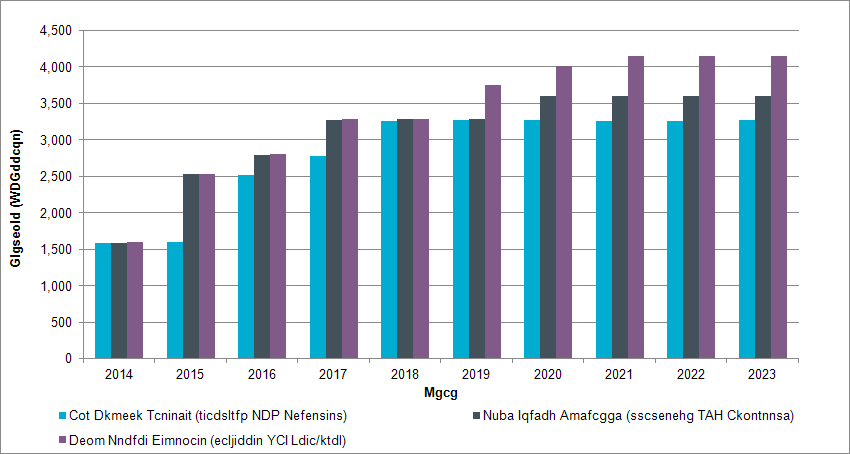 4,500
4,000
3,500
3,000
2,500
2,000
1,500
1,000
500
0
Glgseold (WDGddcqn)
2014 2015 2016 2017 2018 2019 2020 2021 2022 2023
Mgcg
Cot Dkmeek Tcninait (ticdsltfp NDP Nefensins)
Nuba Iqfadh Amafcgga (sscsenehg TAH Ckontnnsa)
Deom Nndfdi Eimnocin (ecljiddin YCI Ldic/ktdl)